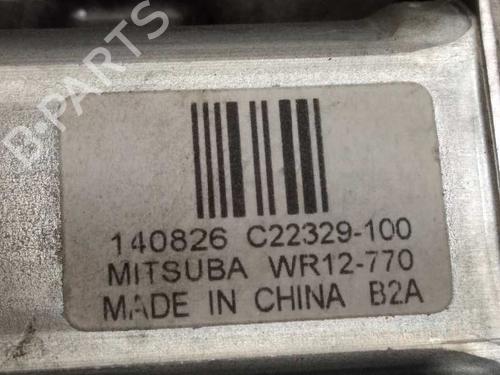 B-PARTS
140826 C22329-100
MITSUBA WR12-770
MADE IN CHINA B2A